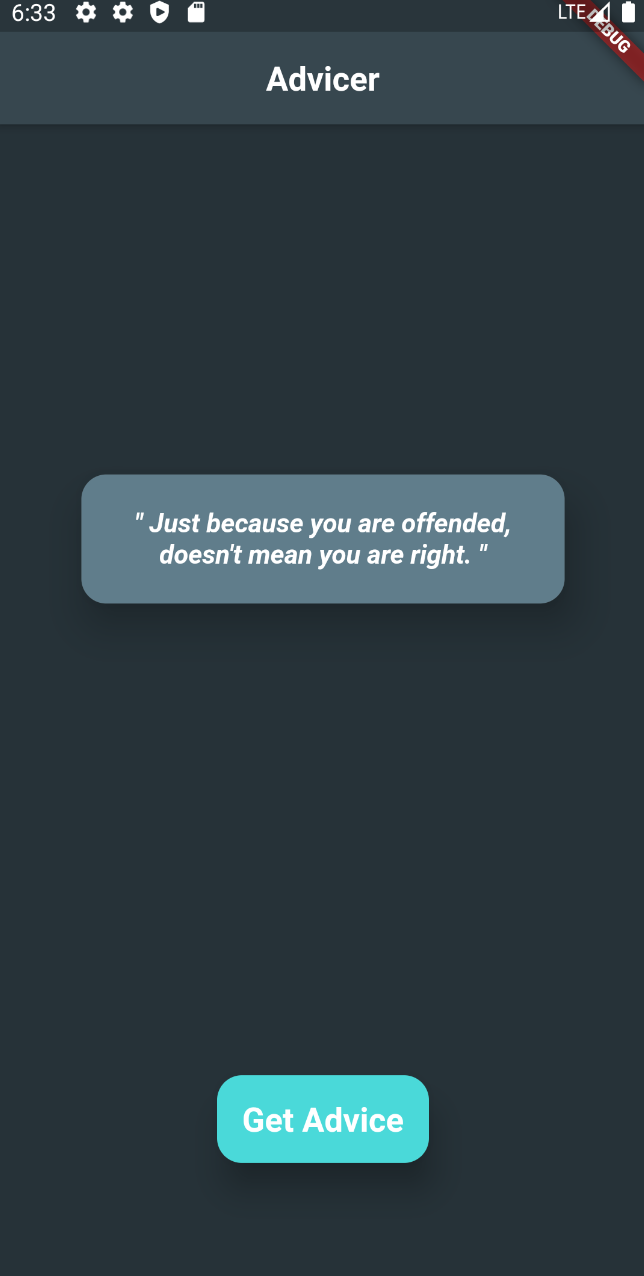 6:33
LTE
DEBUG
Advicer
" Just because you are offended,
doesn't mean you are right. "
Get Advice